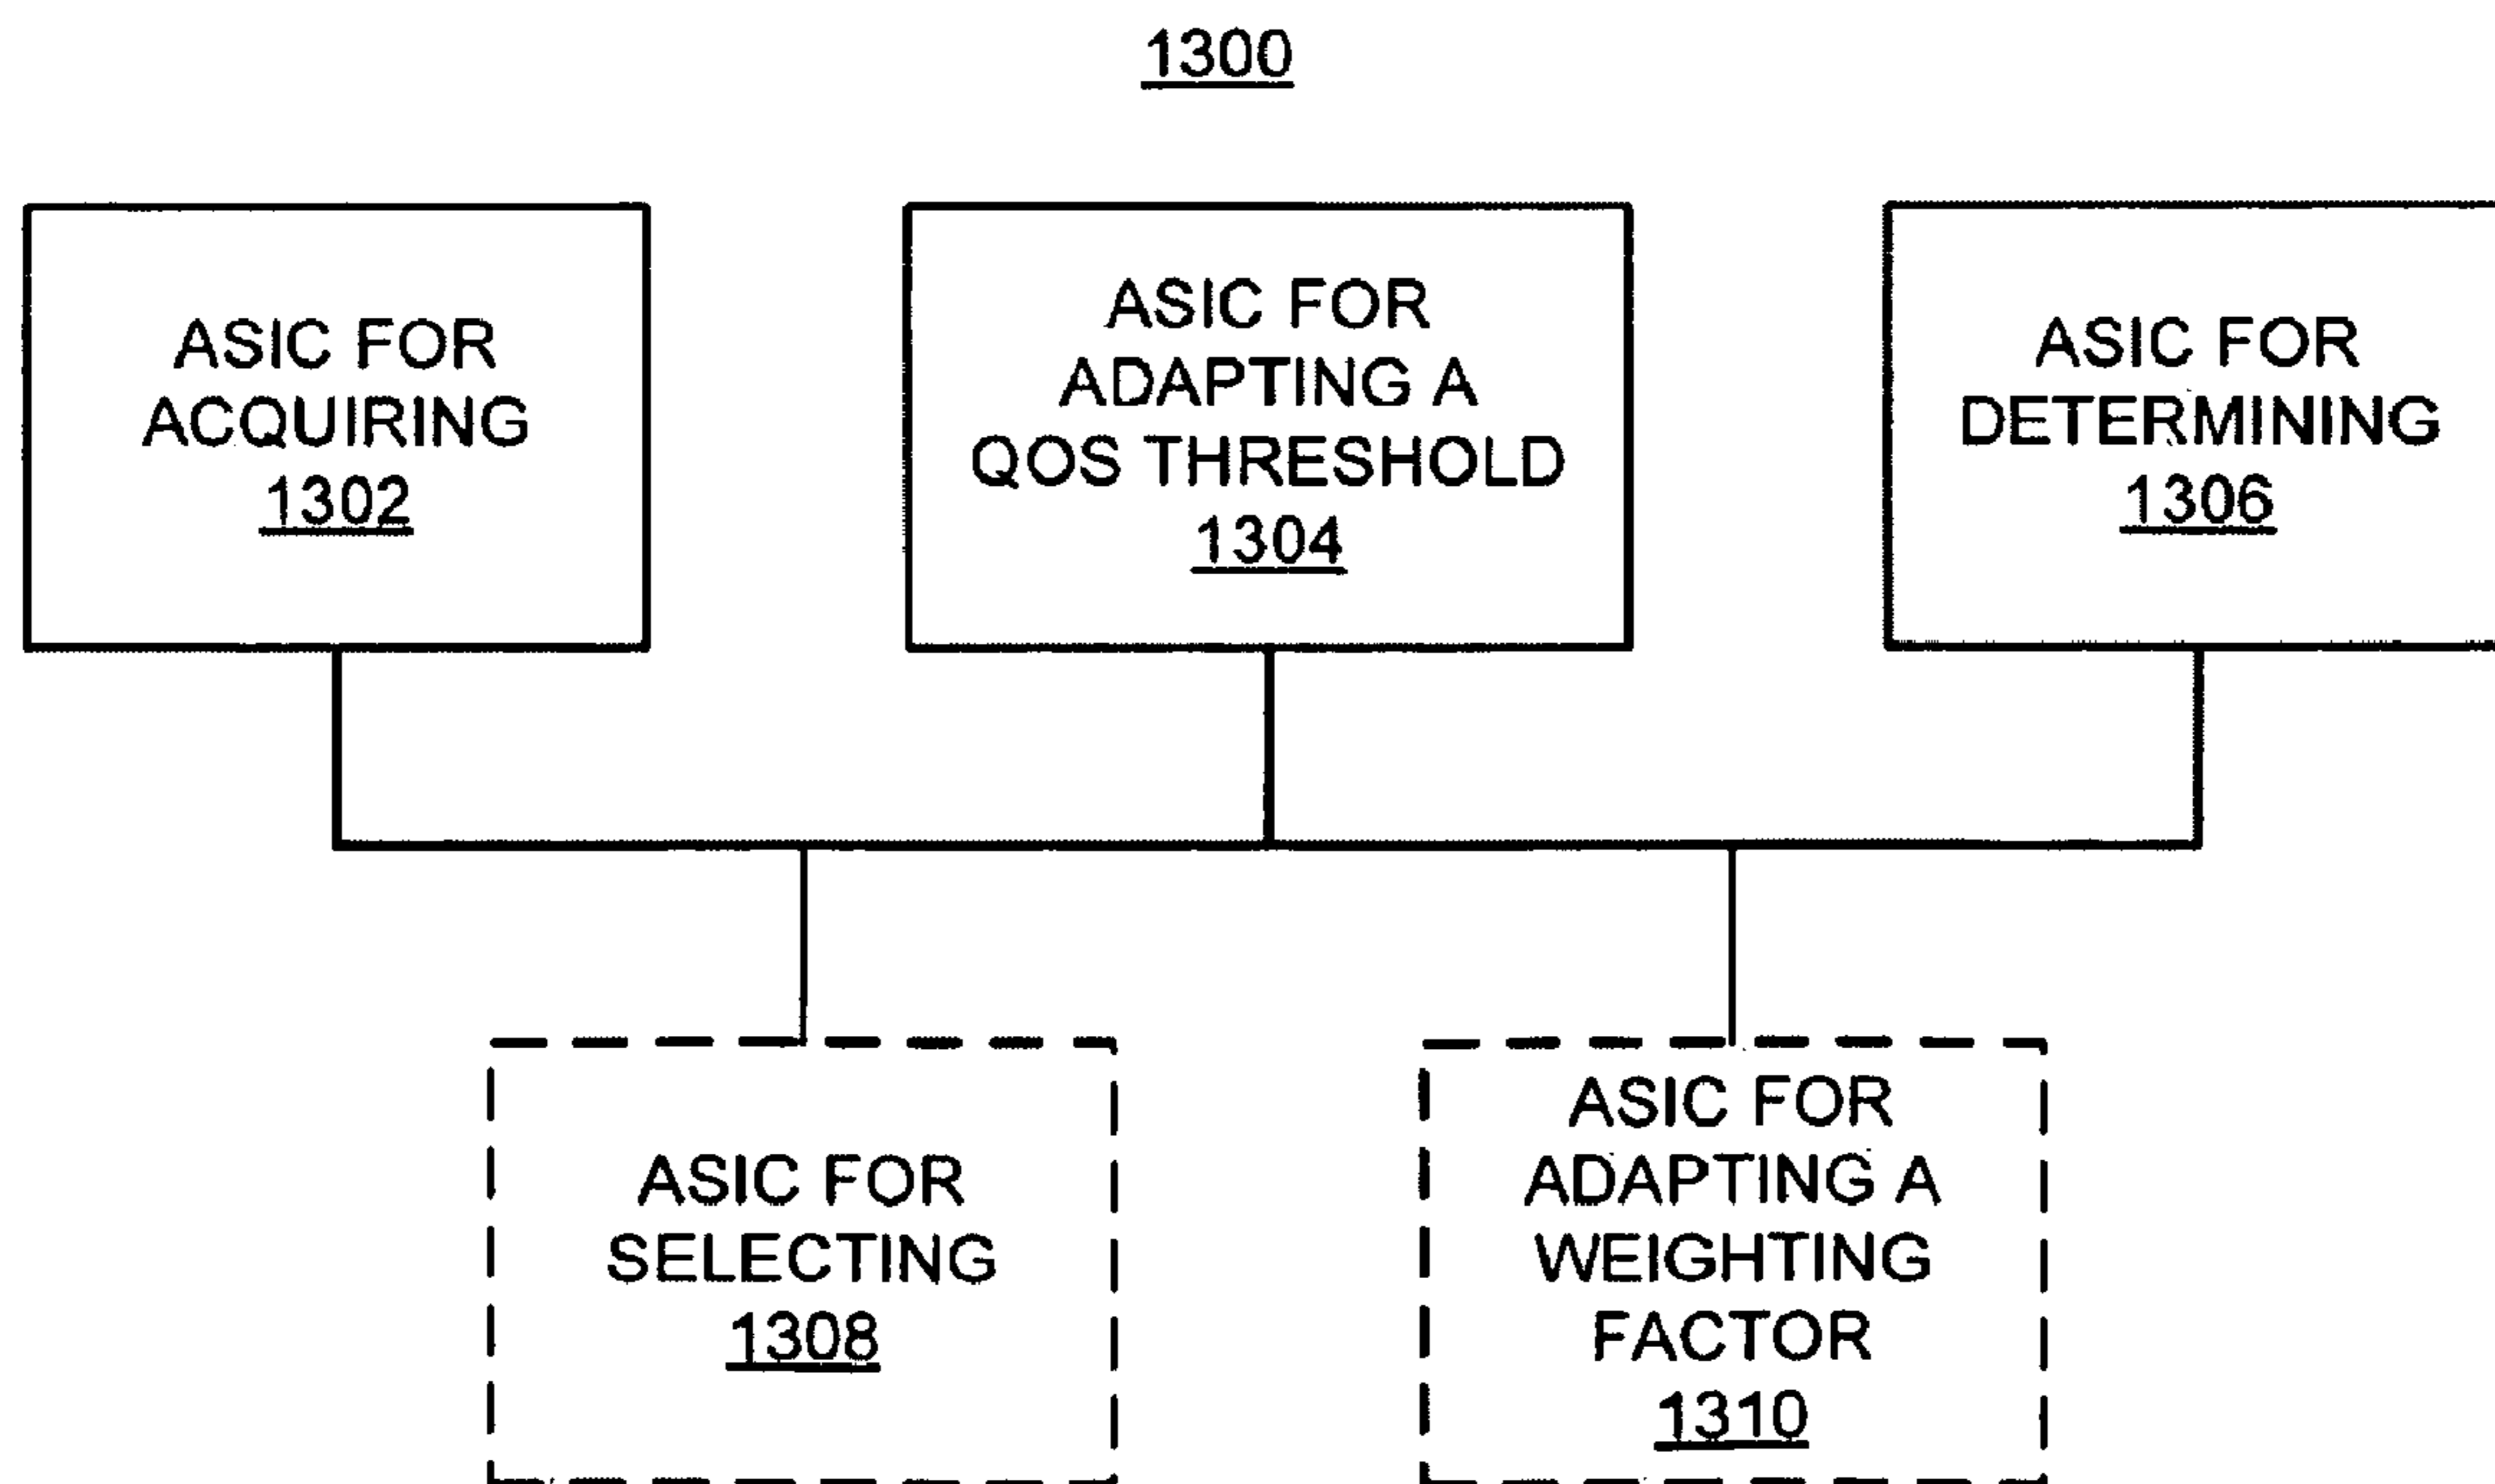 1300
ASIC FOR
ACQUIRING
1302
ASIC FOR
ADAPTING A
QOS THRESHOLD
1304
ASIC FOR
DETERMINING
1306
ASIC FOR
SELECTING
1308
ASIC FOR
ADAPTING A
WEIGHTING
FACTOR
1310